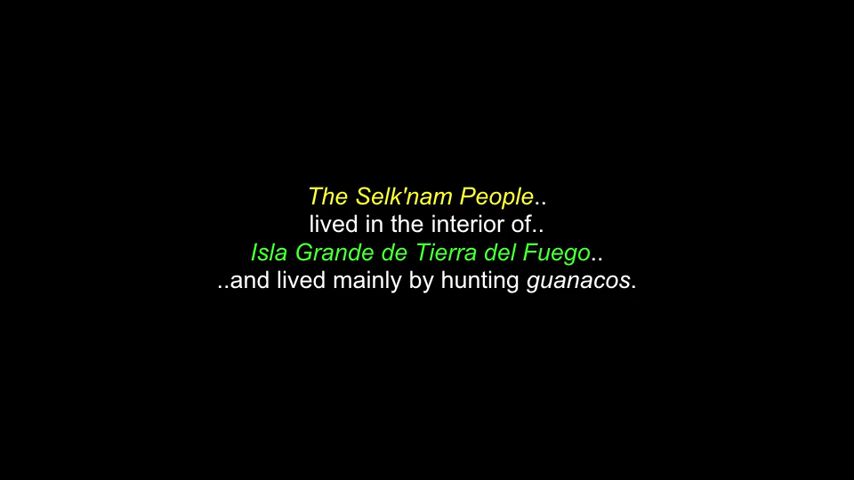 The Selk'nam People..
lived in the interior of..
Isla Grande de Tierra del Fuego..
..and lived mainly by hunting guanacos.